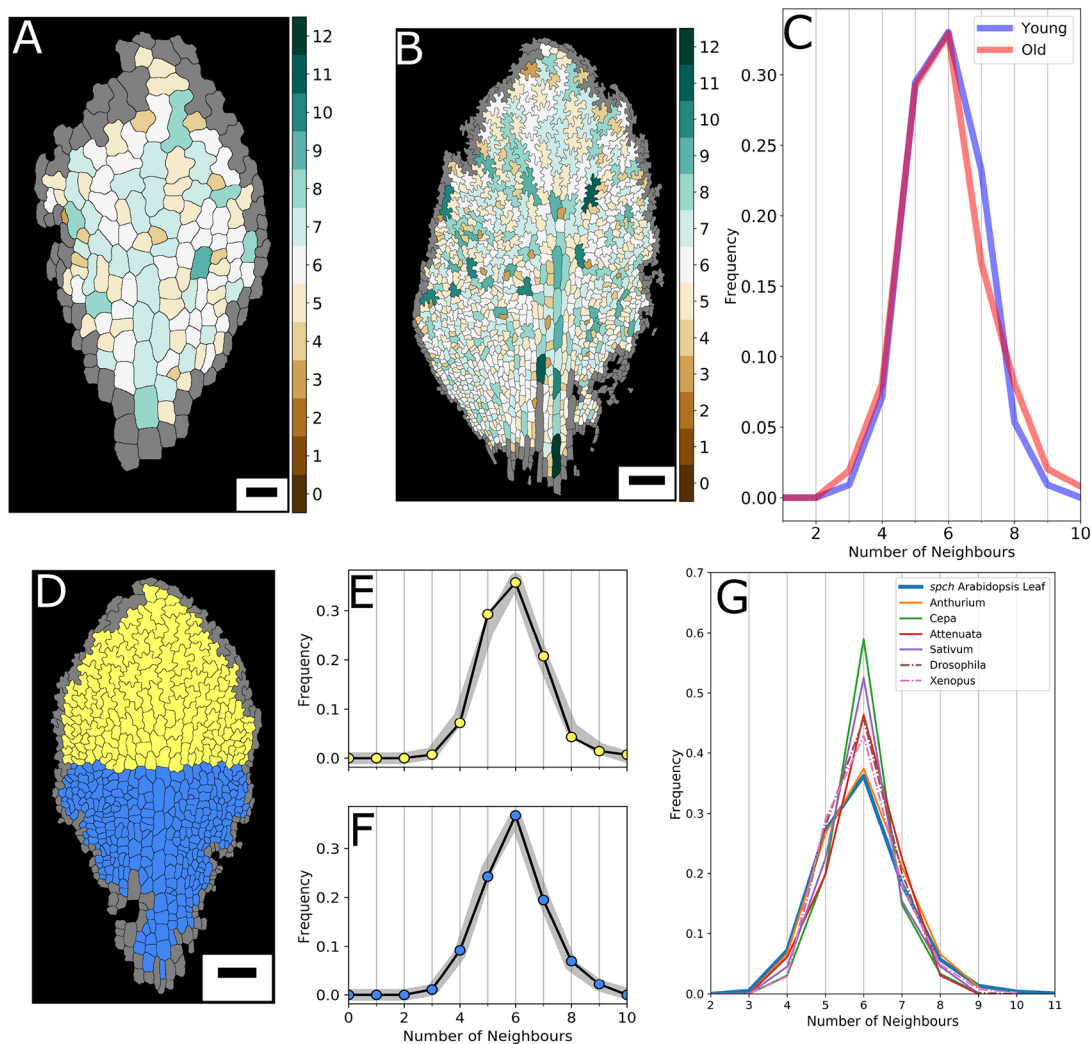 A
12
11
10
9
8
7
6
5
4
3
2
1
0
B
12
11
10
9
8
7
6
5
4
3
2
1
0
C
Young
Old
0.30
0.25
0.20
0.15
0.10
0.05
0.00
Frequency
2 4 6 8 10
Number of Neighbours
D
E
0.3
0.2
0.1
0.0
Frequency
F
0.3
0.2
0.1
0.0
Frequency
0 2 4 6 8 10
Number of Neighbours
G
spch Arabidopsis Leaf
Anthurium
Cepa
Attenuata
Sativum
Drosophila
Xenopus
0.7
0.6
0.5
0.4
0.3
0.2
0.1
0.0
Frequency
2 3 4 5 6 7 8 9 10 11
Number of Neighbours